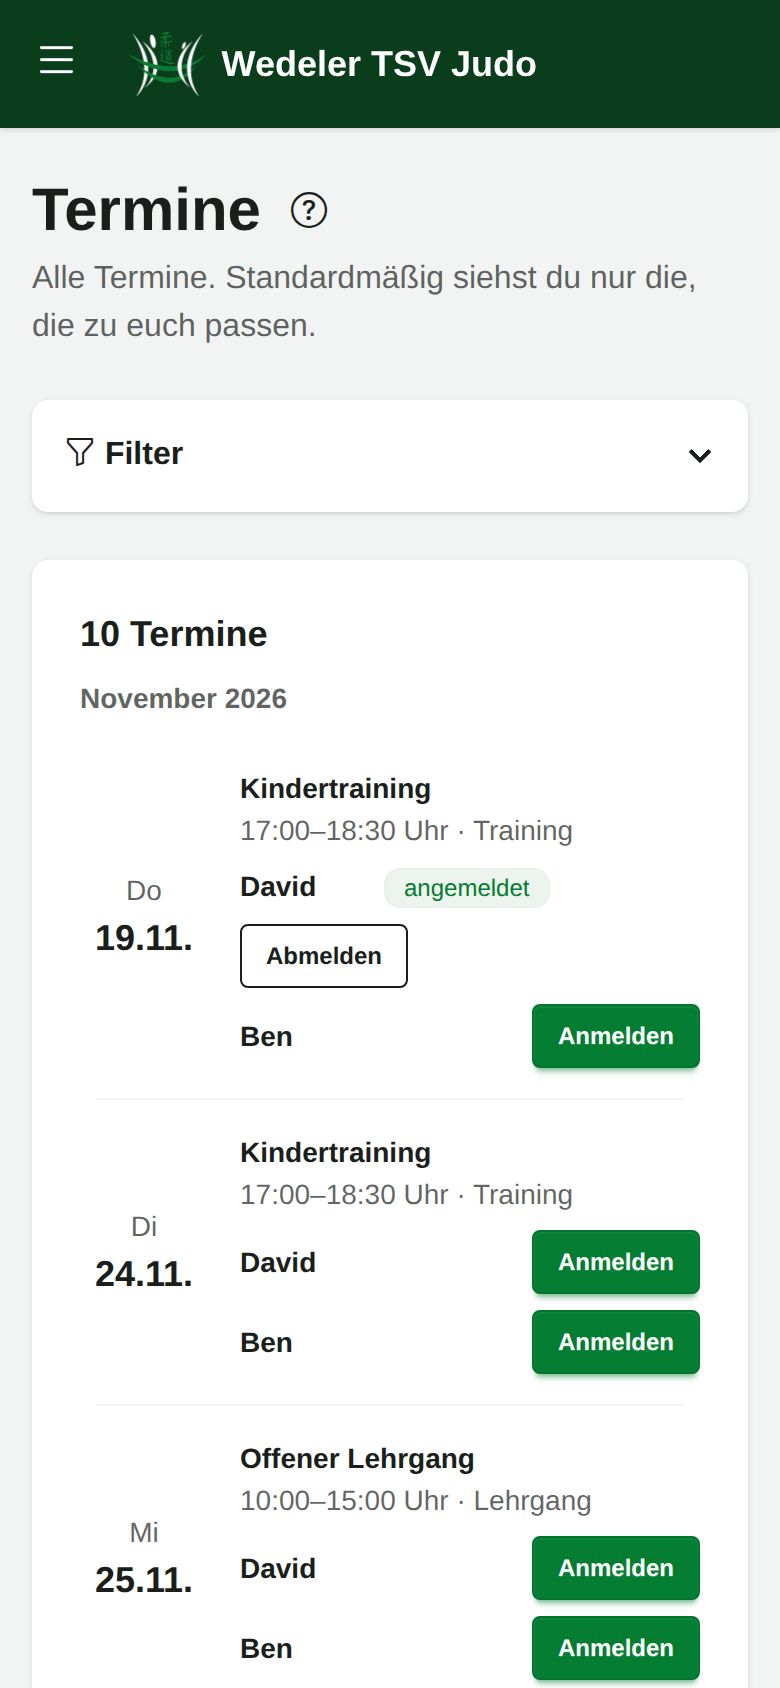 柔道
Wedeler TSV Judo
Termine ?
Alle Termine. Standardmäßig siehst du nur die,
die zu euch passen.
Filter
10 Termine
November 2026
Do
19.11.
Kindertraining
17:00–18:30 Uhr · Training
David angemeldet
Abmelden
Ben Anmelden
Di
24.11.
Kindertraining
17:00–18:30 Uhr · Training
David Anmelden
Ben Anmelden
Mi
25.11.
Offener Lehrgang
10:00–15:00 Uhr · Lehrgang
David Anmelden
Ben Anmelden